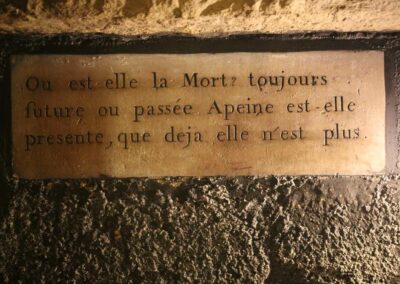 Ou est-elle la Mort? toujours
future ou passée Apeine est-elle
presente, que deja elle n'est plus.